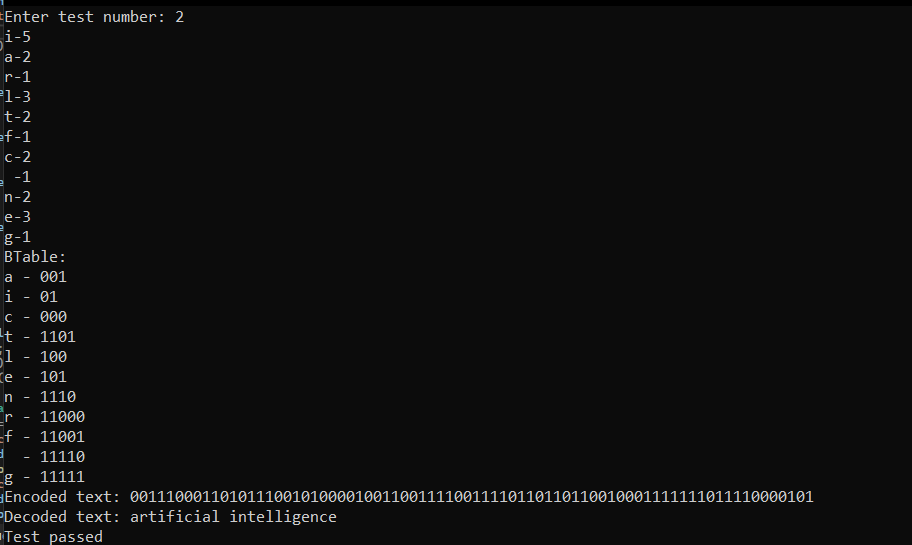 Enter test number: 2
i-5
a-2
r-1
l-3
t-2
f-1
c-2
 -1
n-2
e-3
g-1
BTable:
a - 001
i - 01
c - 000
t - 1101
l - 100
e - 101
n - 1110
r - 11000
f - 11001
  - 11110
g - 11111
Encoded text: 0011100011010111001010000100110011110011110110110110010001111111011110000101
Decoded text: artificial intelligence
Test passed